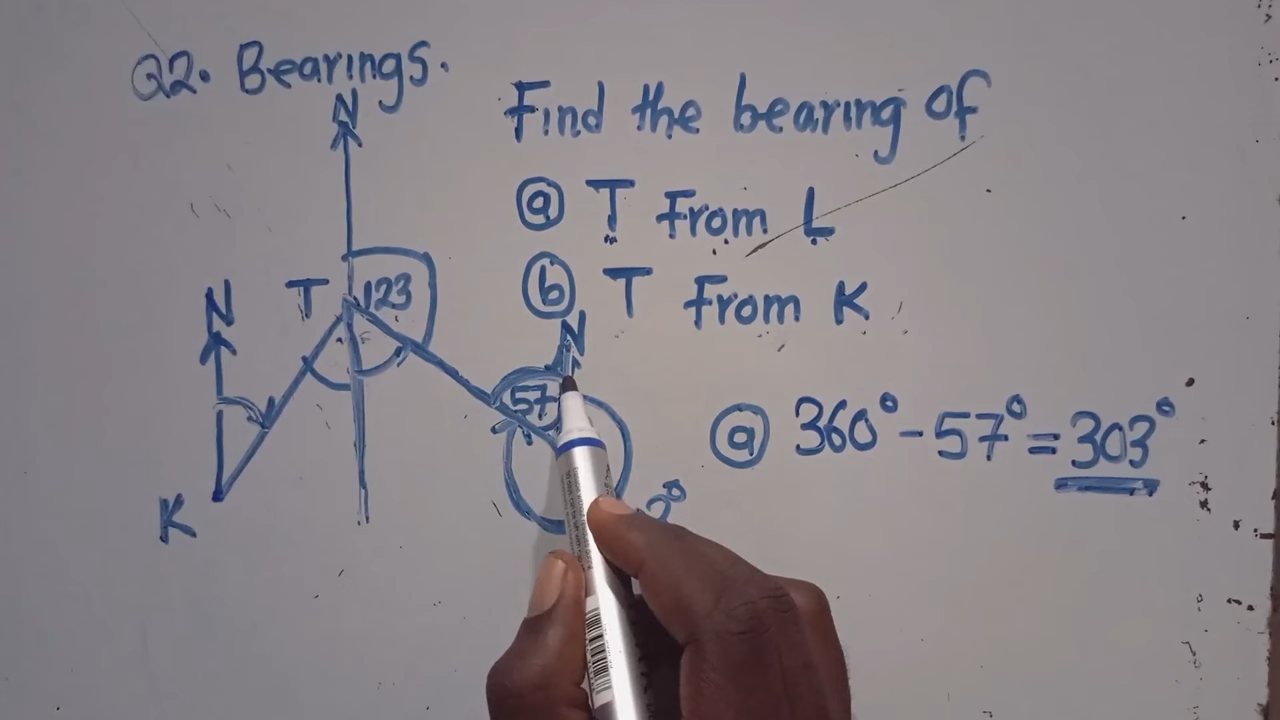 Q2. Bearings.
N
Find the bearing of
ⓐ T From L
ⓑ T From K
N
T
123
N
57
K
ⓐ 360° - 57° = 303°